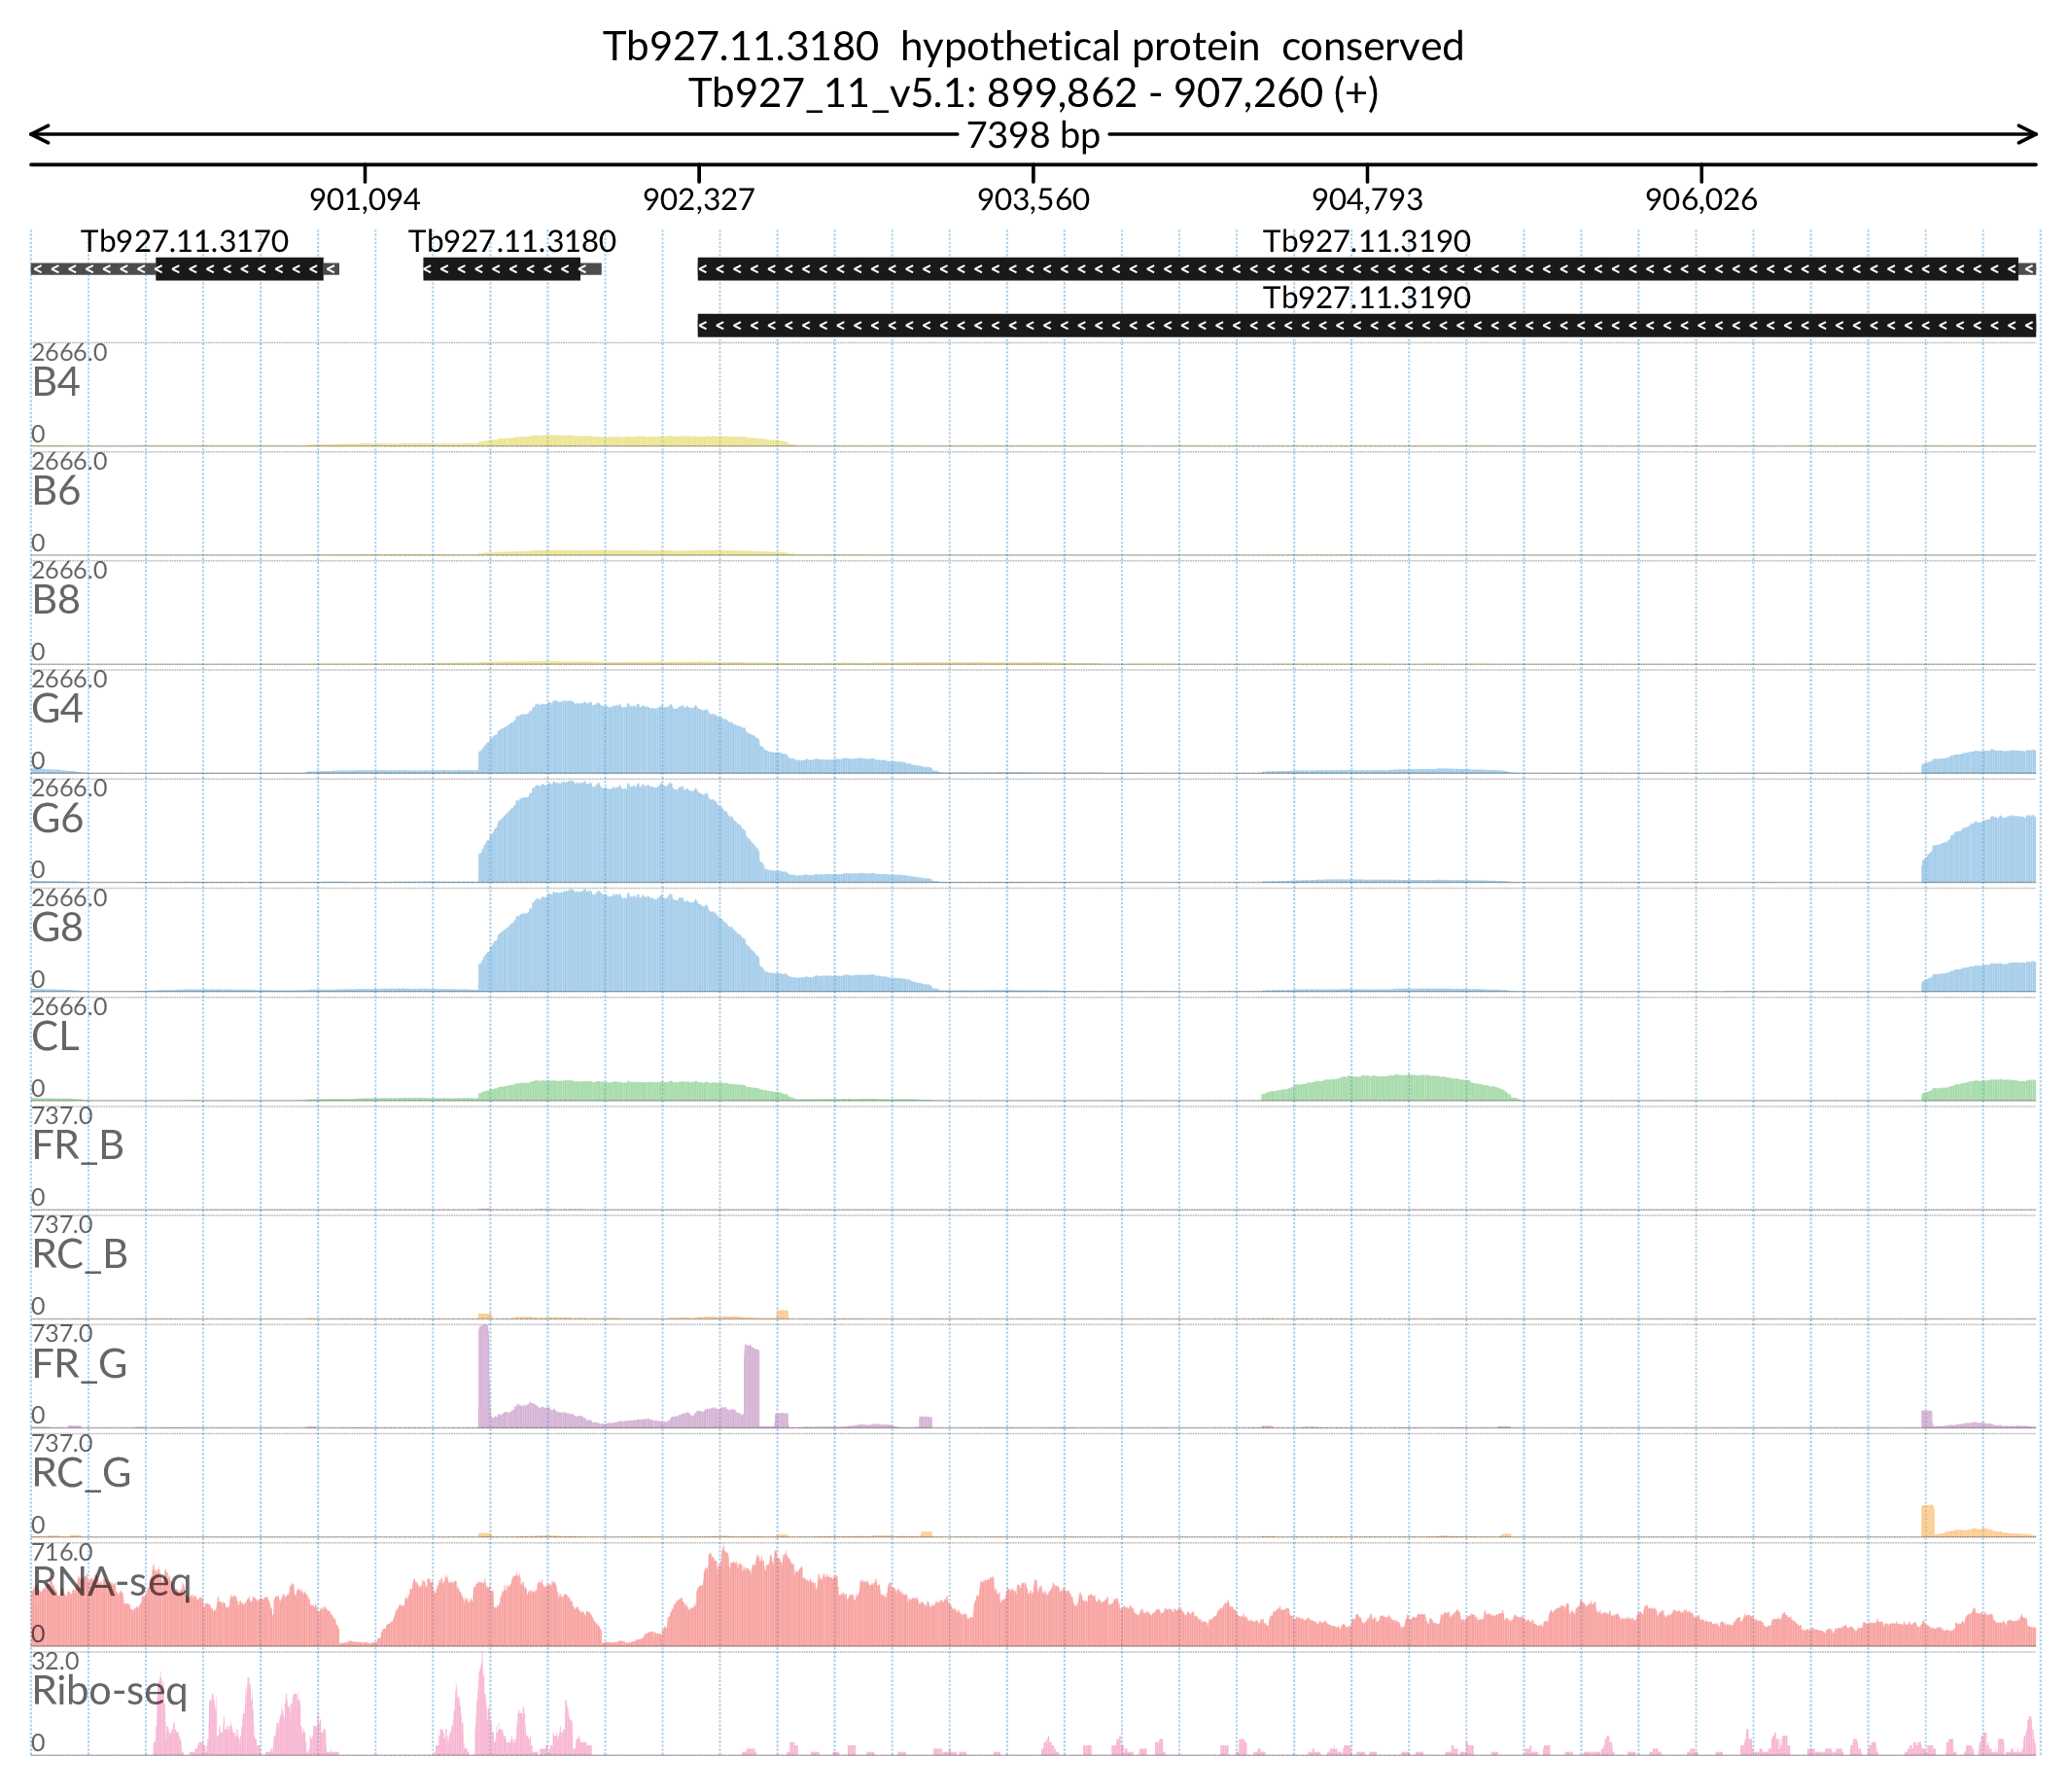 Tb927.11.3180 hypothetical protein conserved
Tb927_11_v5.1: 899,862 - 907,260 (+)
7398 bp
901,094 902,327 903,560 904,793 906,026
Tb927.11.3170 Tb927.11.3180 Tb927.11.3190
Tb927.11.3190
2666.0
B4
0
2666.0
B6
0
2666.0
B8
0
2666.0
G4
0
2666.0
G6
0
2666.0
G8
0
2666.0
CL
0
737.0
FR_B
0
737.0
RC_B
0
737.0
FR_G
0
737.0
RC_G
0
716.0
RNA-seq
0
32.0
Ribo-seq
0